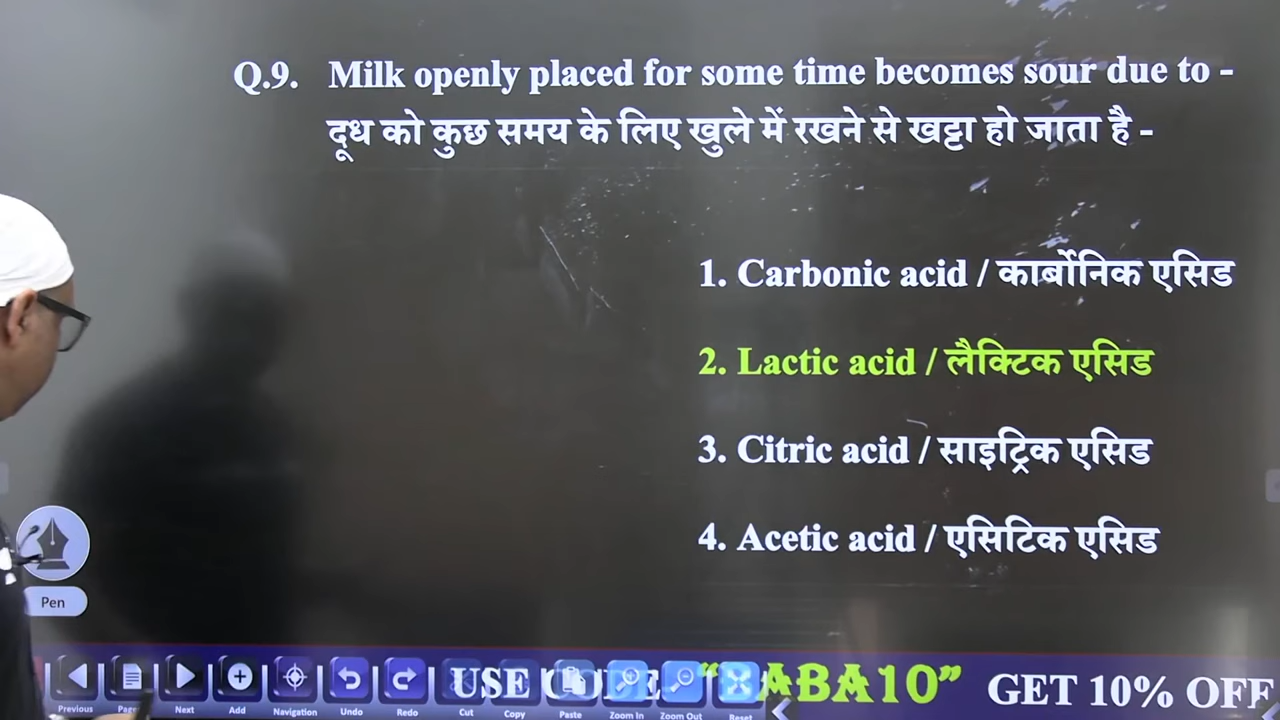 Q.9. Milk openly placed for some time becomes sour due to -
दूध को कुछ समय के लिए खुले में रखने से खट्टा हो जाता है -
1. Carbonic acid / कार्बोनिक एसिड
2. Lactic acid / लैक्टिक एसिड
3. Citric acid / साइट्रिक एसिड
4. Acetic acid / एसिटिक एसिड
Pen
USE GET 10% OFF
Previous Next Add Navigation Undo Redo Cut Copy Paste Zoom In Zoom Out Reset